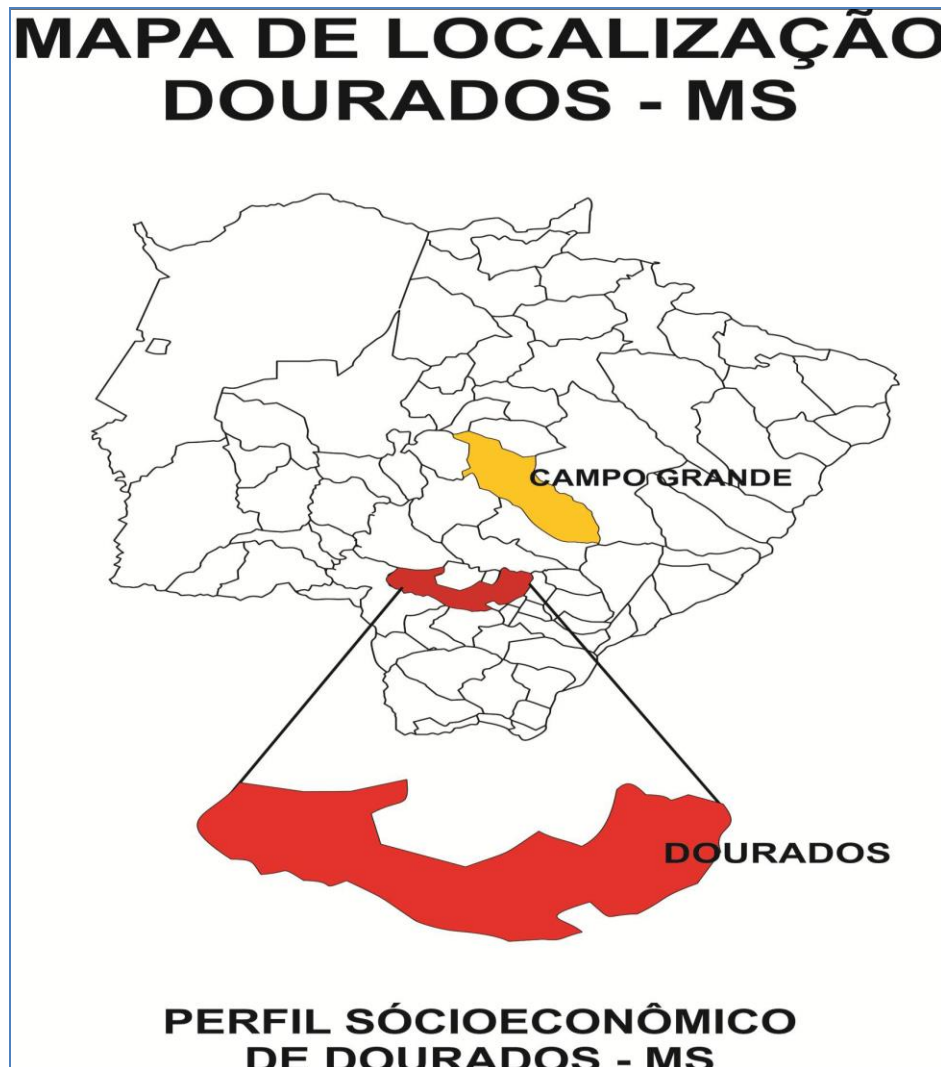 MAPA DE LOCALIZAÇÃO
DOURADOS - MS
CAMPO GRANDE
DOURADOS
PERFIL SÓCIOECONÔMICO
DE DOURADOS - MS